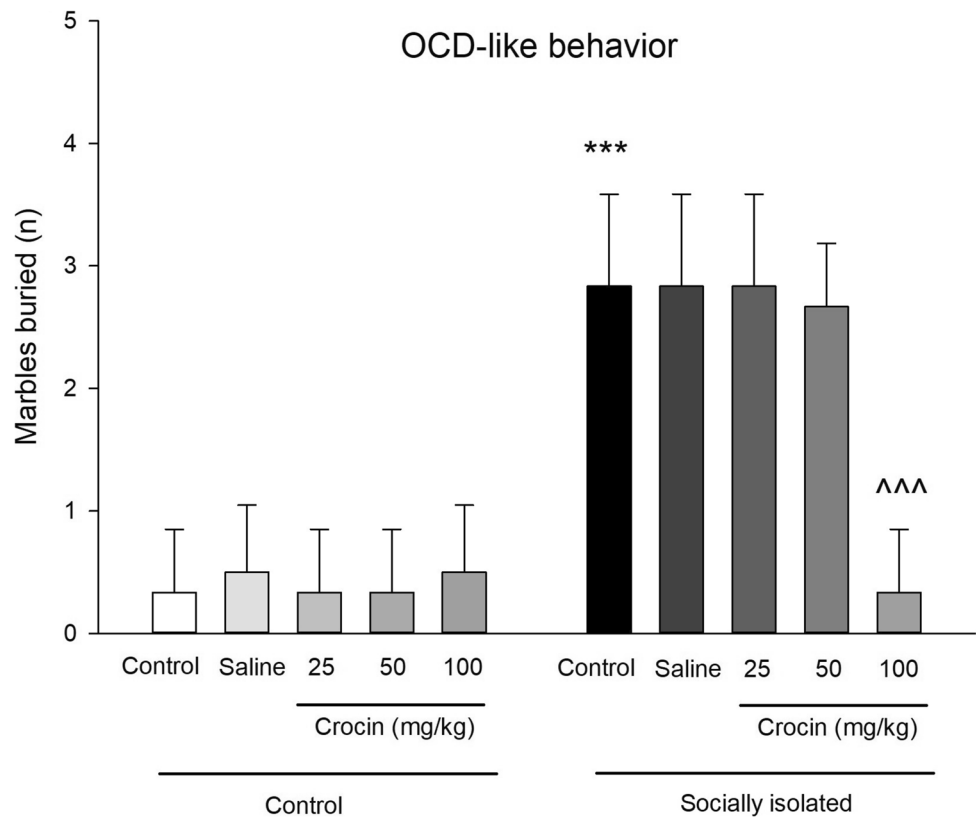 OCD-like behavior
Marbles buried (n)
5
4
3
2
1
0
***
^^^
Control Saline 25 50 100 Control Saline 25 50 100
Crocin (mg/kg) Crocin (mg/kg)
Control Socially isolated